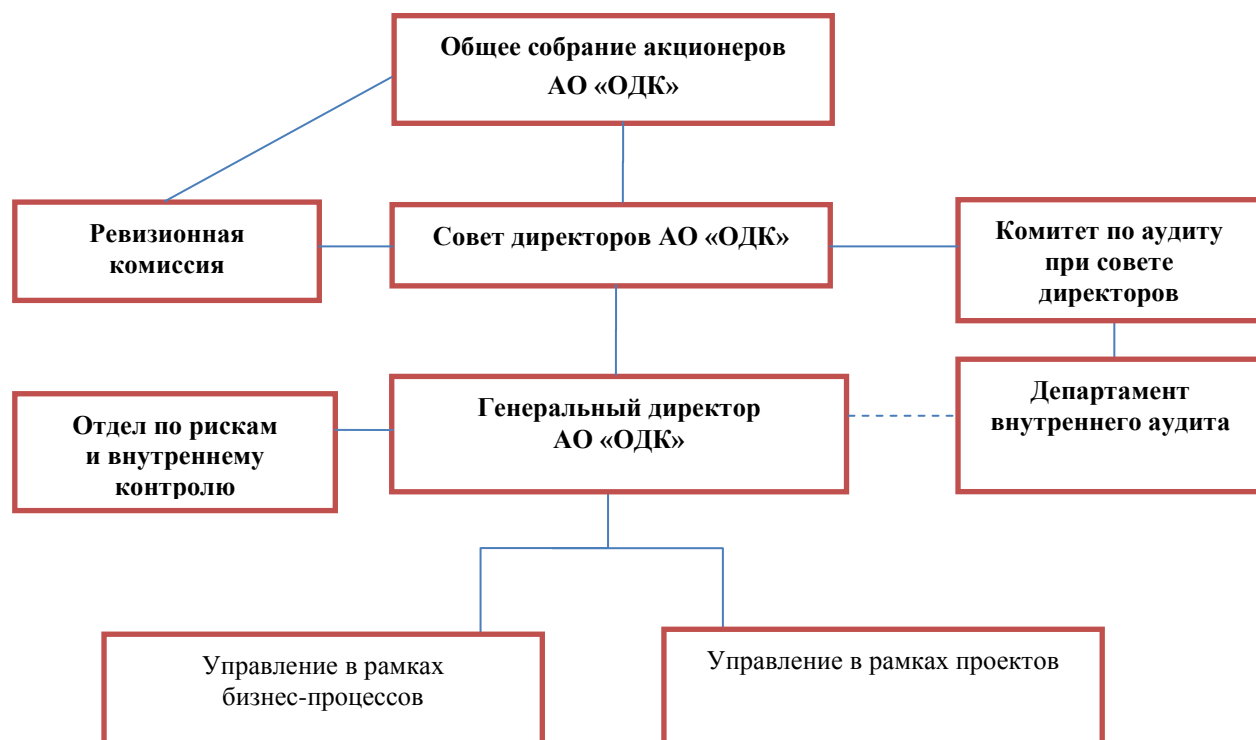 Общее собрание акционеров
АО «ОДК»
Ревизионная
комиссия
Совет директоров АО «ОДК»
Комитет по аудиту
при совете
директоров
Отдел по рискам
и внутреннему
контролю
Генеральный директор
АО «ОДК»
Департамент
внутреннего аудита
Управление в рамках
бизнес-процессов
Управление в рамках проектов